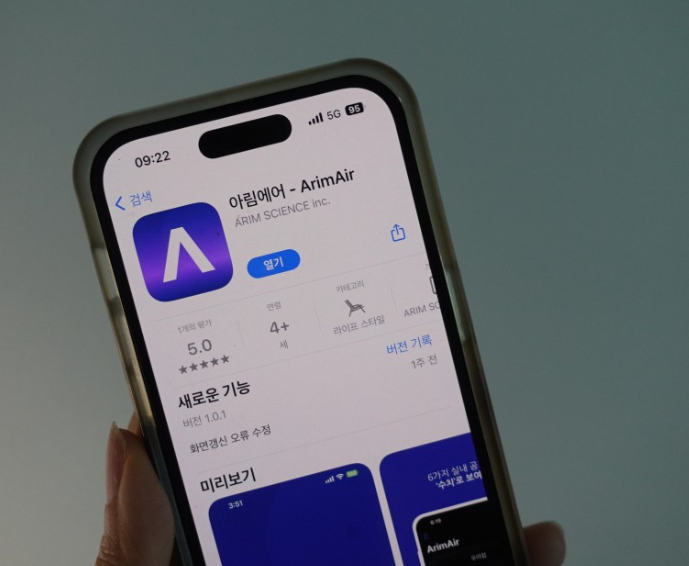 09:22
5G 95
검색
아림에어 - ArimAir
ARIM SCIENCE inc.
열기
1개의 평가
5.0
★★★★★
연령
4+
세
카테고리
라이프 스타일
ARIM SC
새로운 기능
버전 기록
버전 1.0.1
1주 전
화면갱신 오류 수정
미리보기
3:51
6가지 실내 공
'수치'로 보여
ArimAir